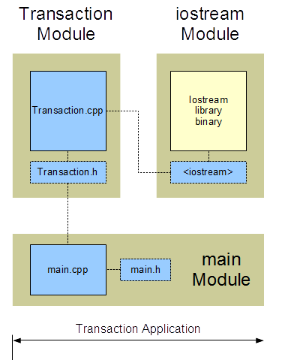 Transaction
Module
iostream
Module
Transaction.cpp
Iostream
library
binary
Transaction.h
<iostream>
main.cpp
main.h
main
Module
Transaction Application